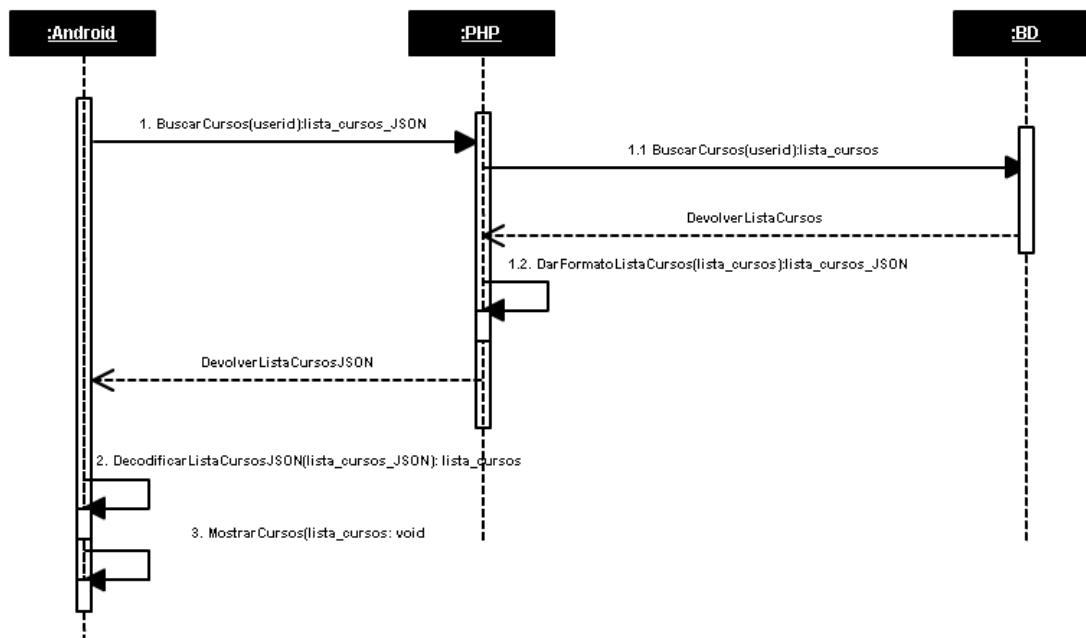 :Android
:PHP
:BD
1. BuscarCursos(userid):lista_cursos_JSON
1.1 BuscarCursos(userid):lista_cursos
DevolverListaCursos
1.2. DarFormatoListaCursos(lista_cursos):lista_cursos_JSON
DevolverListaCursosJSON
2. DecodificarListaCursosJSON(lista_cursos_JSON): lista_cursos
3. MostrarCursos(lista_cursos: void